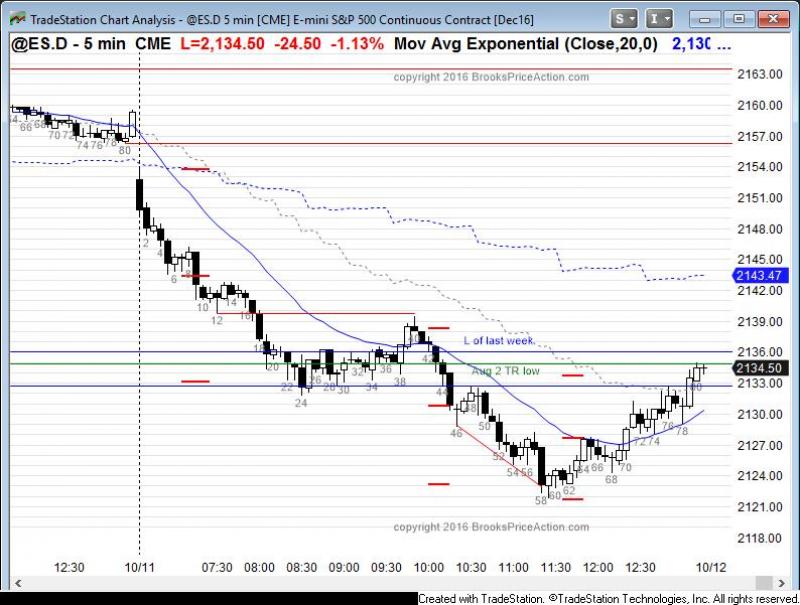 TradeStation Chart Analysis - @ES.D 5 min [CME] E-mini S&P 500 Continuous Contract [Dec16]
S I
@ES.D - 5 min CME L=2,134.50 -24.50 -1.13% Mov Avg Exponential (Close,20,0) 2,130 ...
copyright 2016 BrooksPriceAction.com
2163.00
2160.00
2157.00
2154.00
2151.00
2148.00
2145.00
2143.47
2142.00
2139.00
2136.00
2134.50
2133.00
2130.00
2127.00
2124.00
2121.00
2118.00
66 68 70 72 74 76 78 80
2 4 6 8 10 12 14 16 18 20 22 24 26 28 30 32 34 36 38 40
L of last week
Aug 2 TR low
42 44 46 48 50 52 54 56 58 60 62 64 66 68 70 72 74 76 78 80
copyright 2016 BrooksPriceAction.com
12:30 10/11 07:30 08:00 08:30 09:00 09:30 10:00 10:30 11:00 11:30 12:00 12:30 10/12
Created with TradeStation. ©TradeStation Technologies, Inc. All rights reserved.